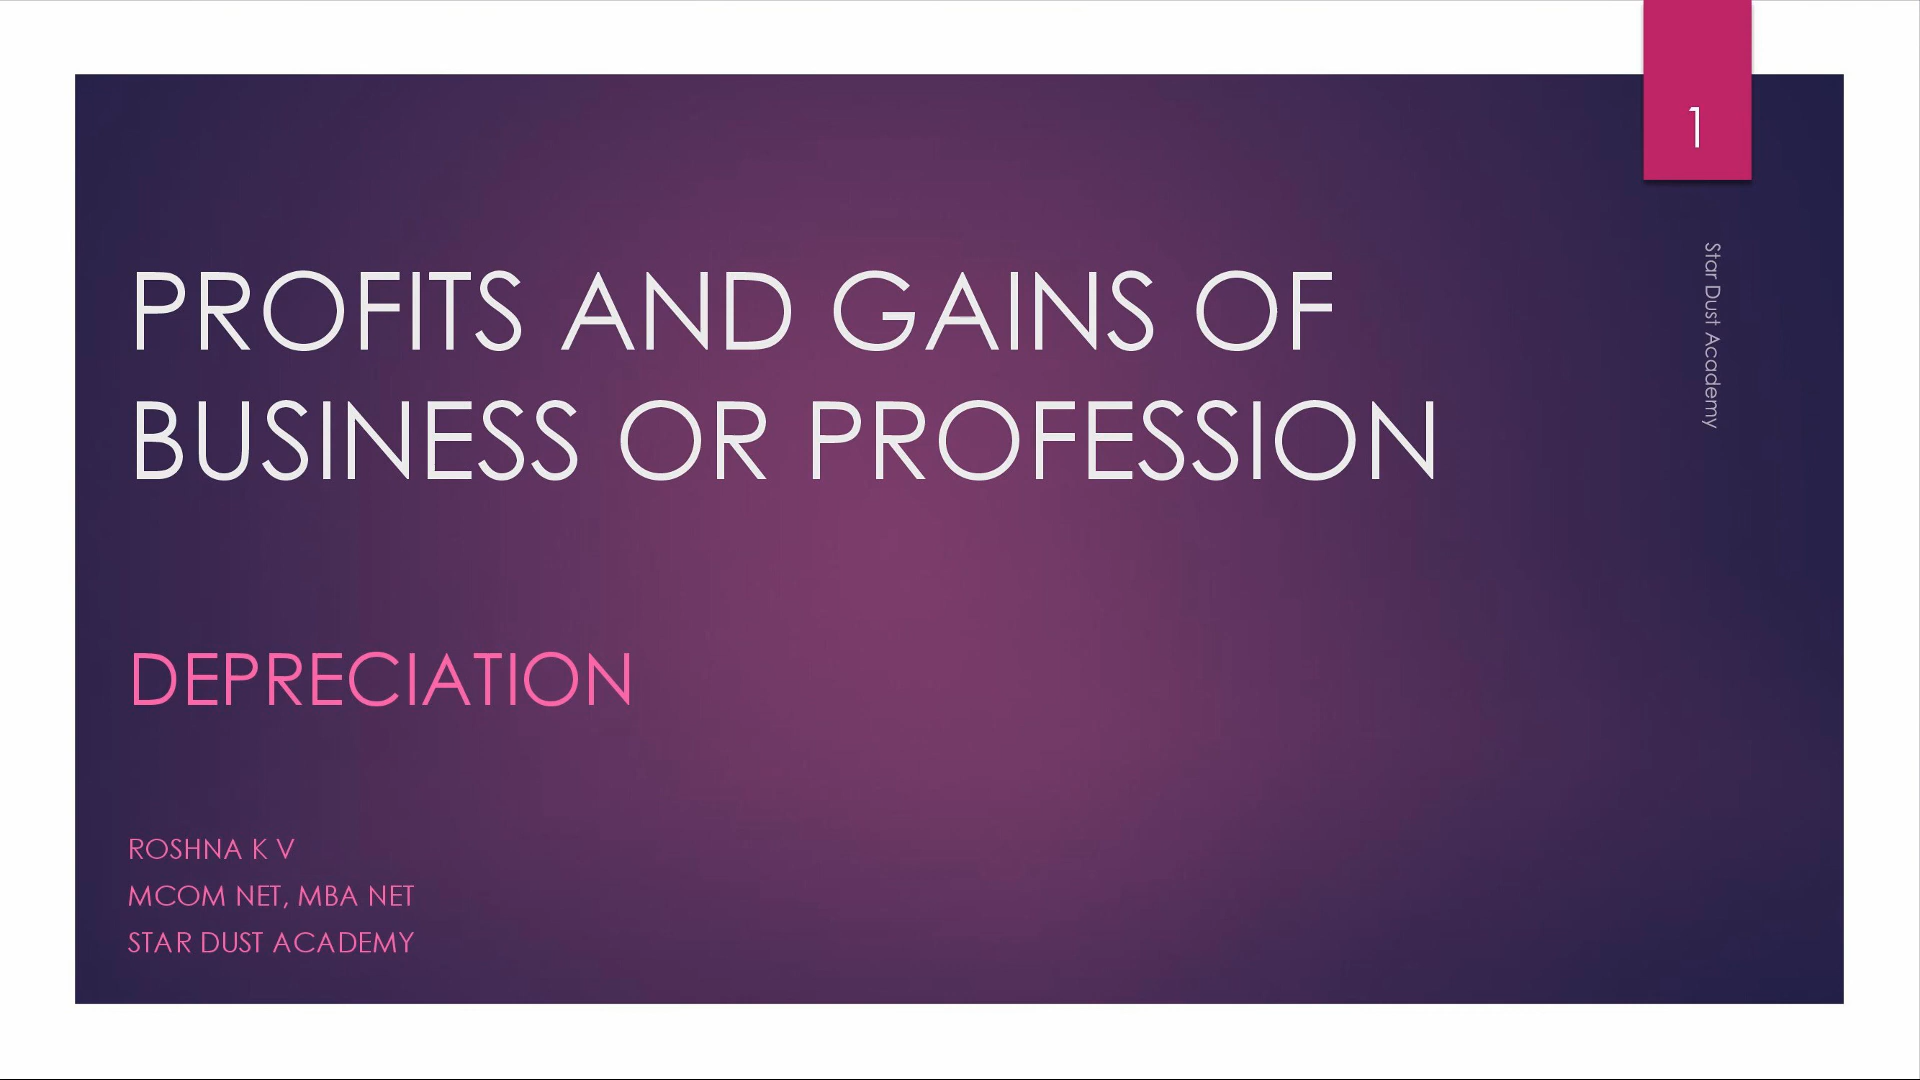 1
Star Dust Academy
PROFITS AND GAINS OF
BUSINESS OR PROFESSION
DEPRECIATION
ROSHNA K V
MCOM NET, MBA NET
STAR DUST ACADEMY